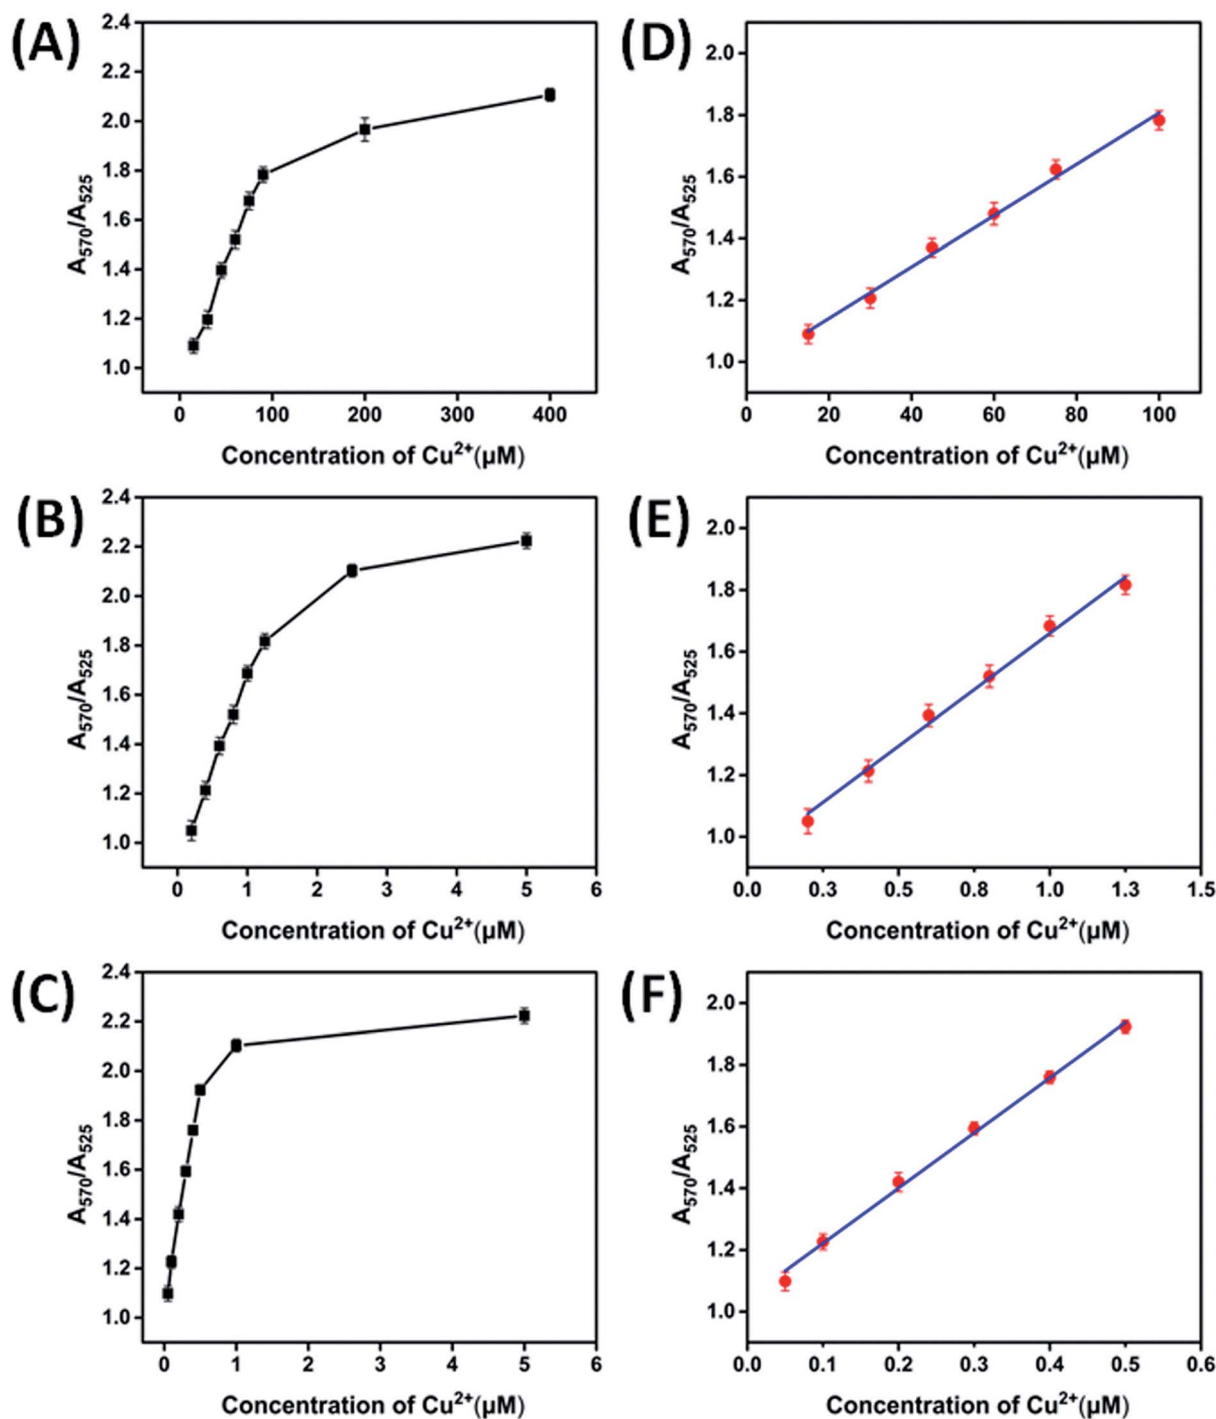 (A)
2.4
2.2
2.0
1.8
1.6
1.4
1.2
1.0
A570/A525
0 100 200 300 400
Concentration of Cu2+(μM)
(D)
2.0
1.8
1.6
1.4
1.2
1.0
A570/A525
0 20 40 60 80 100
Concentration of Cu2+(μM)
(B)
2.4
2.2
2.0
1.8
1.6
1.4
1.2
1.0
A570/A525
0 1 2 3 4 5 6
Concentration of Cu2+(μM)
(E)
2.0
1.8
1.6
1.4
1.2
1.0
A570/A525
0.0 0.3 0.5 0.8 1.0 1.3 1.5
Concentration of Cu2+(μM)
(C)
2.4
2.2
2.0
1.8
1.6
1.4
1.2
1.0
A570/A525
0 1 2 3 4 5 6
Concentration of Cu2+(μM)
(F)
2.0
1.8
1.6
1.4
1.2
1.0
A570/A525
0.0 0.1 0.2 0.3 0.4 0.5 0.6
Concentration of Cu2+(μM)